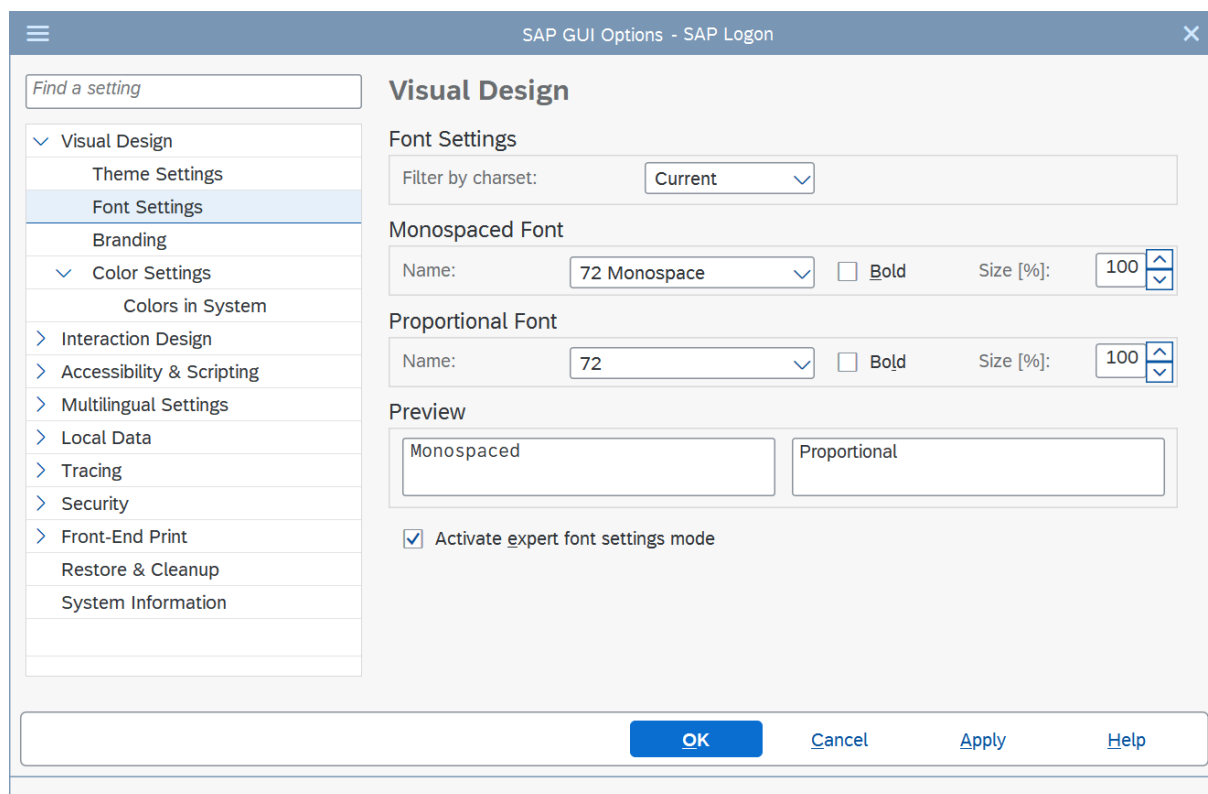 SAP GUI Options - SAP Logon
Find a setting
Visual Design
Theme Settings
Font Settings
Branding
Color Settings
Colors in System
Interaction Design
Accessibility & Scripting
Multilingual Settings
Local Data
Tracing
Security
Front-End Print
Restore & Cleanup
System Information
Visual Design
Font Settings
Filter by charset: Current
Monospaced Font
Name: 72 Monospace Bold Size [%]: 100
Proportional Font
Name: 72 Bold Size [%]: 100
Preview
Monospaced Proportional
Activate expert font settings mode
OK Cancel Apply Help